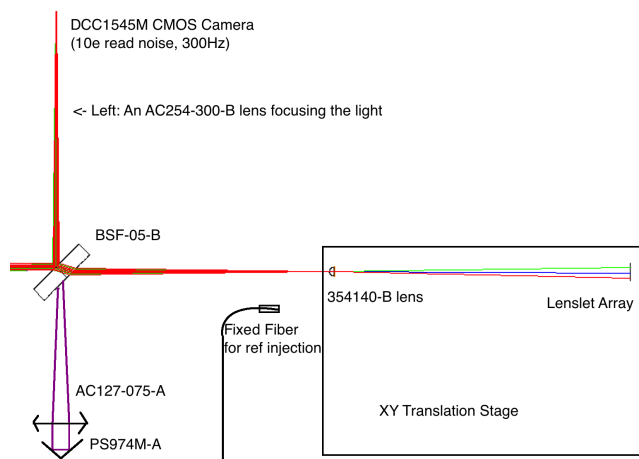 DCC1545M CMOS Camera
(10e read noise, 300Hz)
<- Left: An AC254-300-B lens focusing the light
BSF-05-B
354140-B lens
Lenslet Array
Fixed Fiber
for ref injection
AC127-075-A
XY Translation Stage
PS974M-A